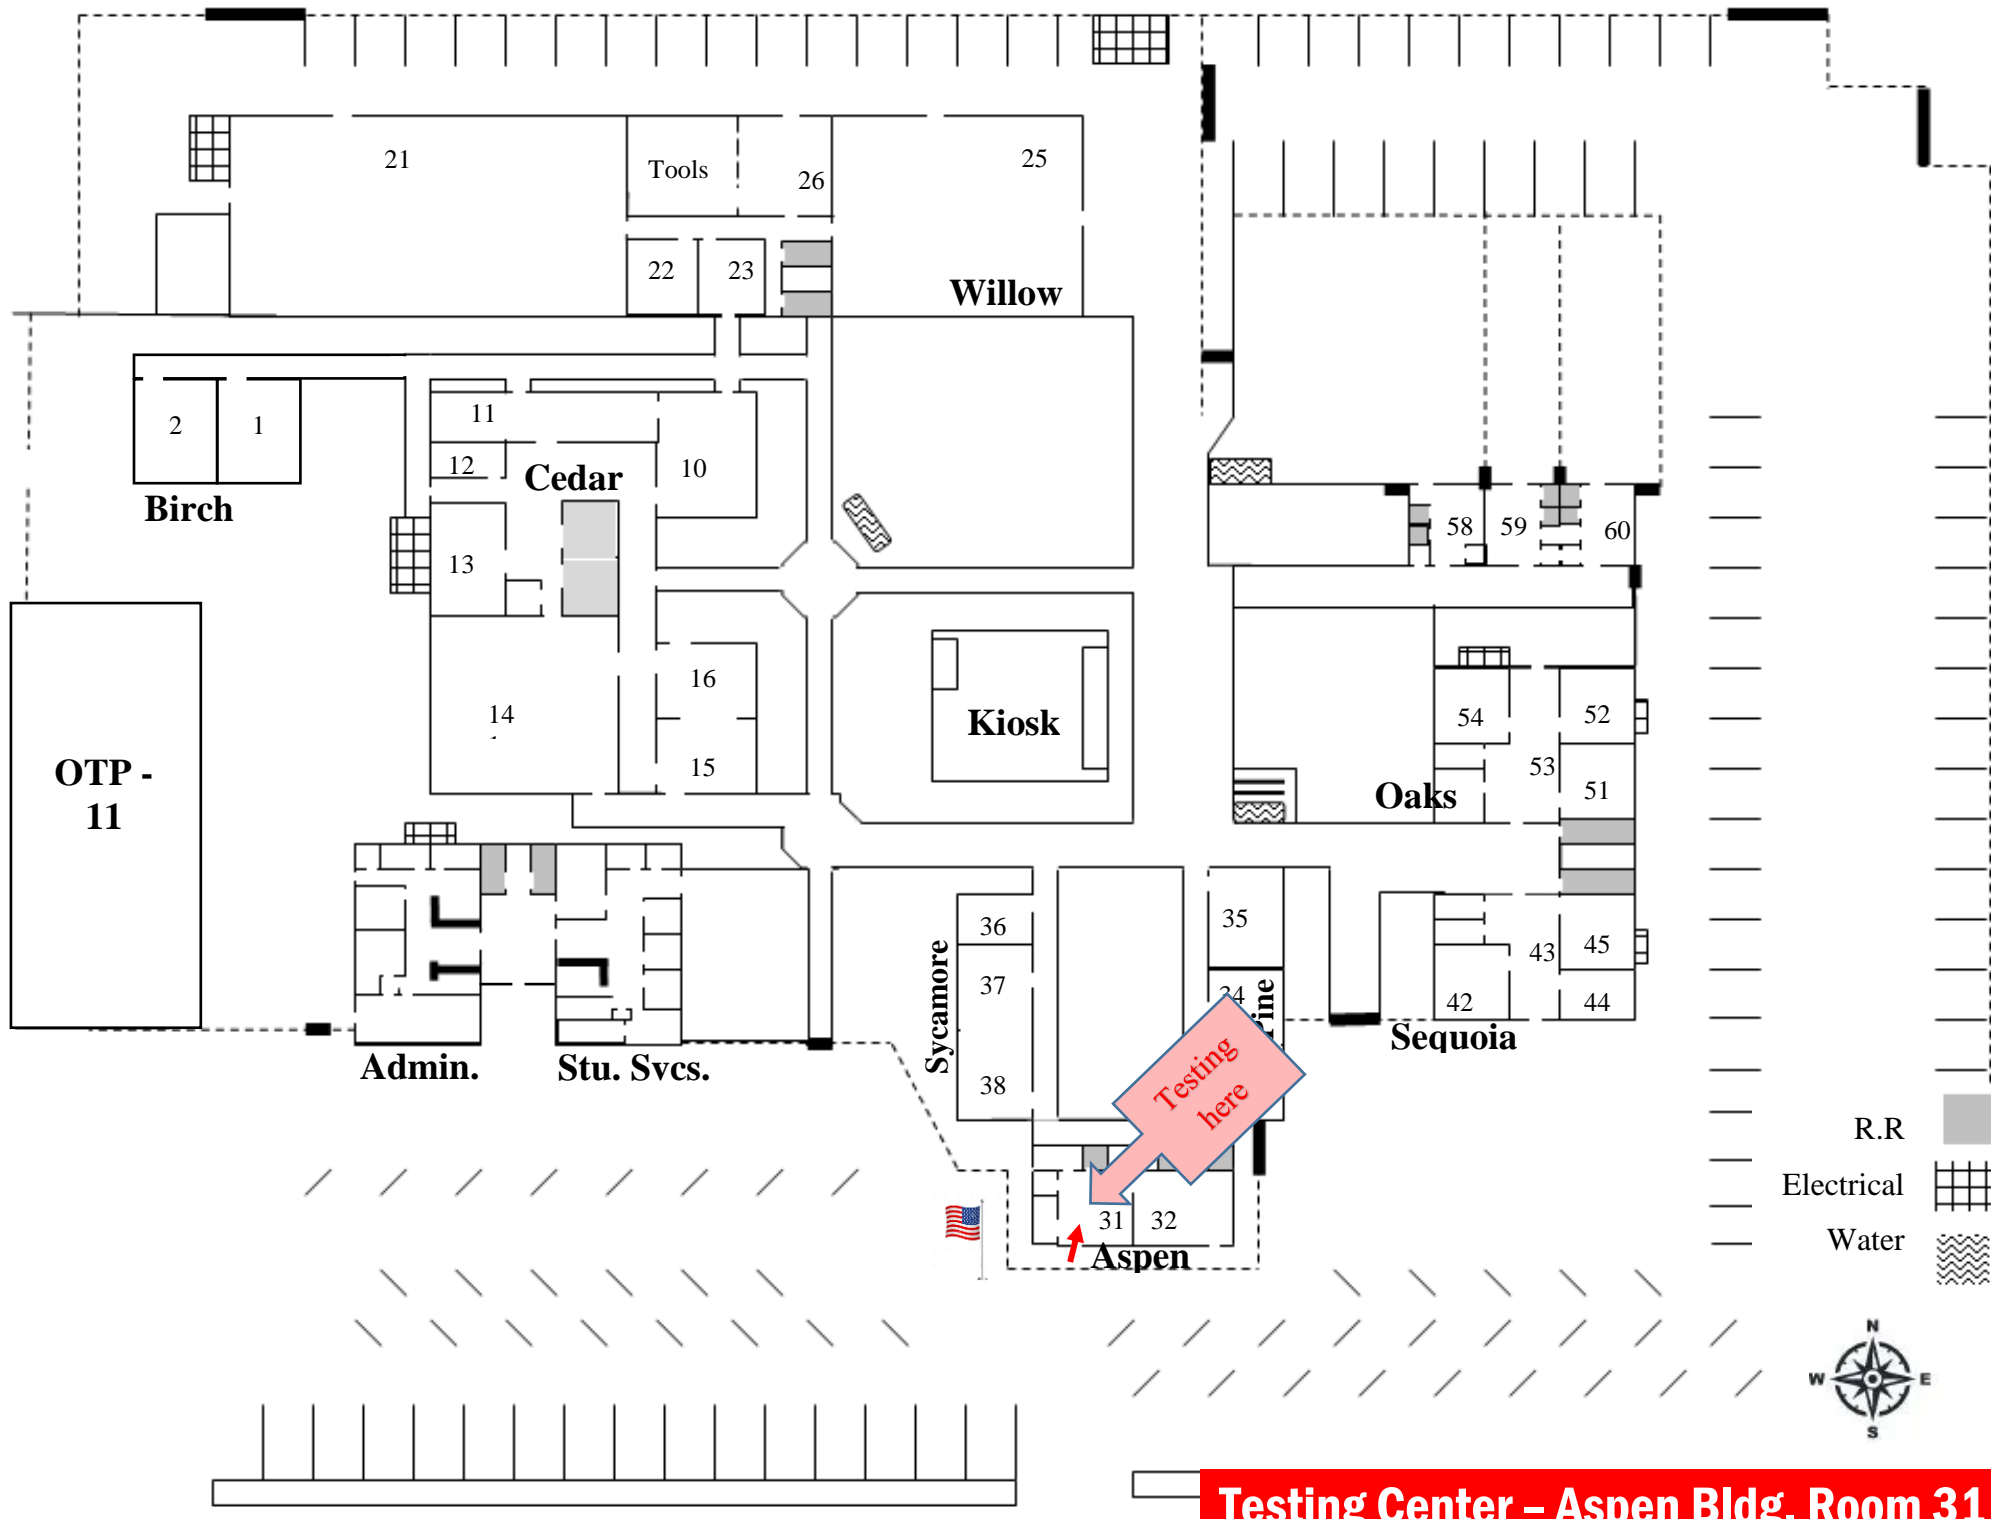 21
Tools
26
25
22
23
Willow
11
2
1
12
Cedar
10
Birch
13
58
59
60
16
14
15
Kiosk
54
52
53
51
Oaks
OTP -
11
36
37
38
Sycamore
35
34
Testing
here
43
45
42
44
Sequoia
Admin.
Stu. Svcs.
31
32
Aspen
R.R
Electrical
Water
N
W
E
S
Testing Center – Aspen Bldg. Room 31